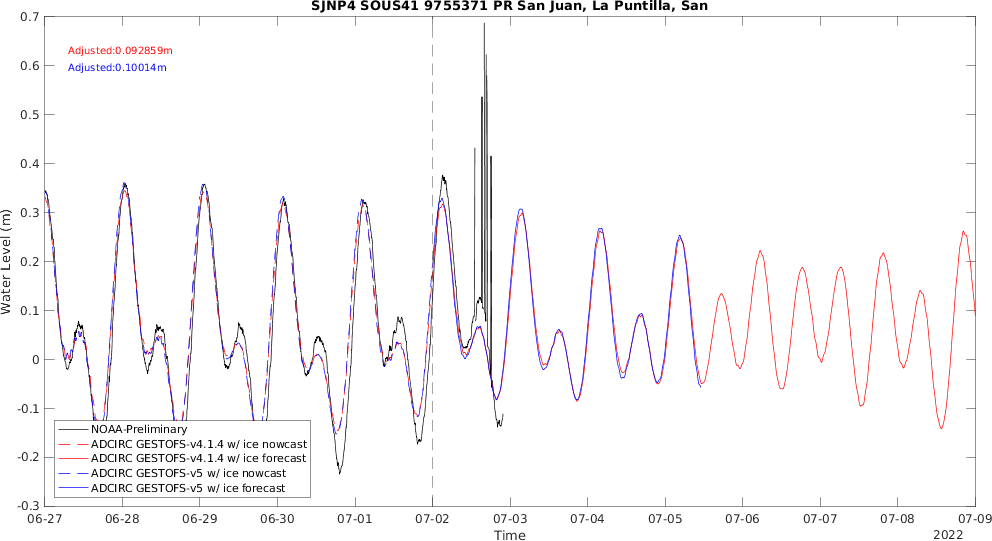 SJNP4 SOUS41 9755371 PR San Juan, La Puntilla, San
Adjusted:0.092859m
Adjusted:0.10014m
0.7
0.6
0.5
0.4
0.3
0.2
0.1
0
-0.1
-0.2
-0.3
Water Level (m)
NOAA-Preliminary
ADCIRC GESTOFS-v4.1.4 w/ ice nowcast
ADCIRC GESTOFS-v4.1.4 w/ ice forecast
ADCIRC GESTOFS-v5 w/ ice nowcast
ADCIRC GESTOFS-v5 w/ ice forecast
06-27 06-28 06-29 06-30 07-01 07-02 07-03 07-04 07-05 07-06 07-07 07-08 07-09
Time
2022